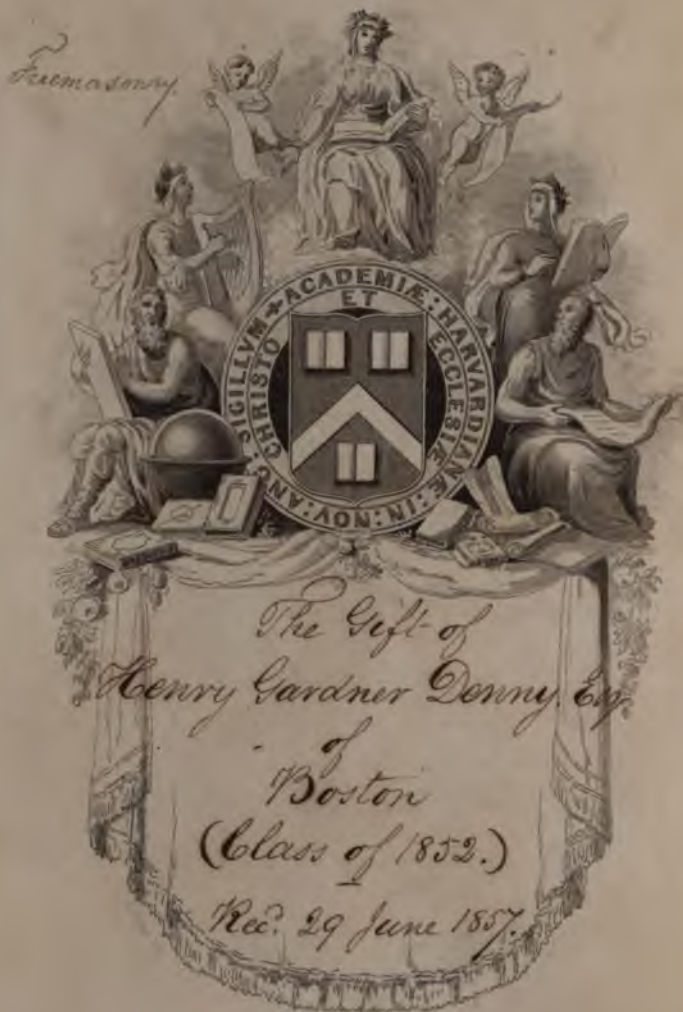 Freemasonry.
SIGILLVM ✦ ACADEMIÆ : HARVARDIANÆ : IN : NOV : ANG :
CHRISTO ET ECCLESIÆ
The Gift of
Henry Gardner Denny, Esq.
of
Boston
(Class of 1852.)
Rec. 29 June 1857.